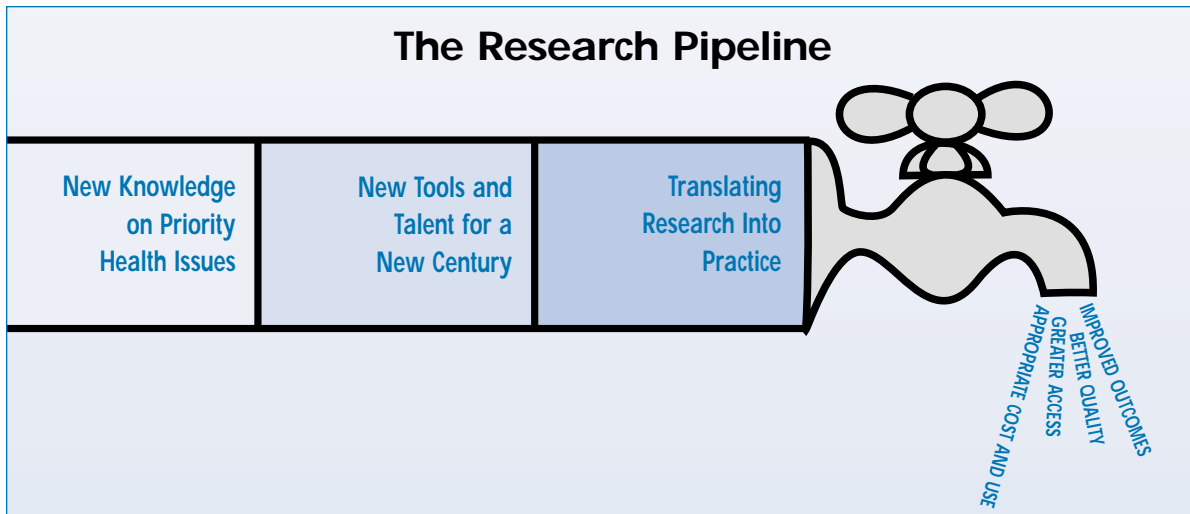 The Research Pipeline
New Knowledge
on Priority
Health Issues
New Tools and
Talent for a
New Century
Translating
Research Into
Practice
IMPROVED OUTCOMES
BETTER QUALITY
GREATER ACCESS
APPROPRIATE COST AND USE